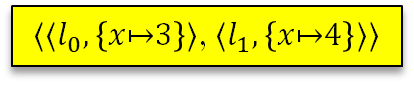 ⟨⟨l₀, {x↦3}⟩, ⟨l₁, {x↦4}⟩⟩